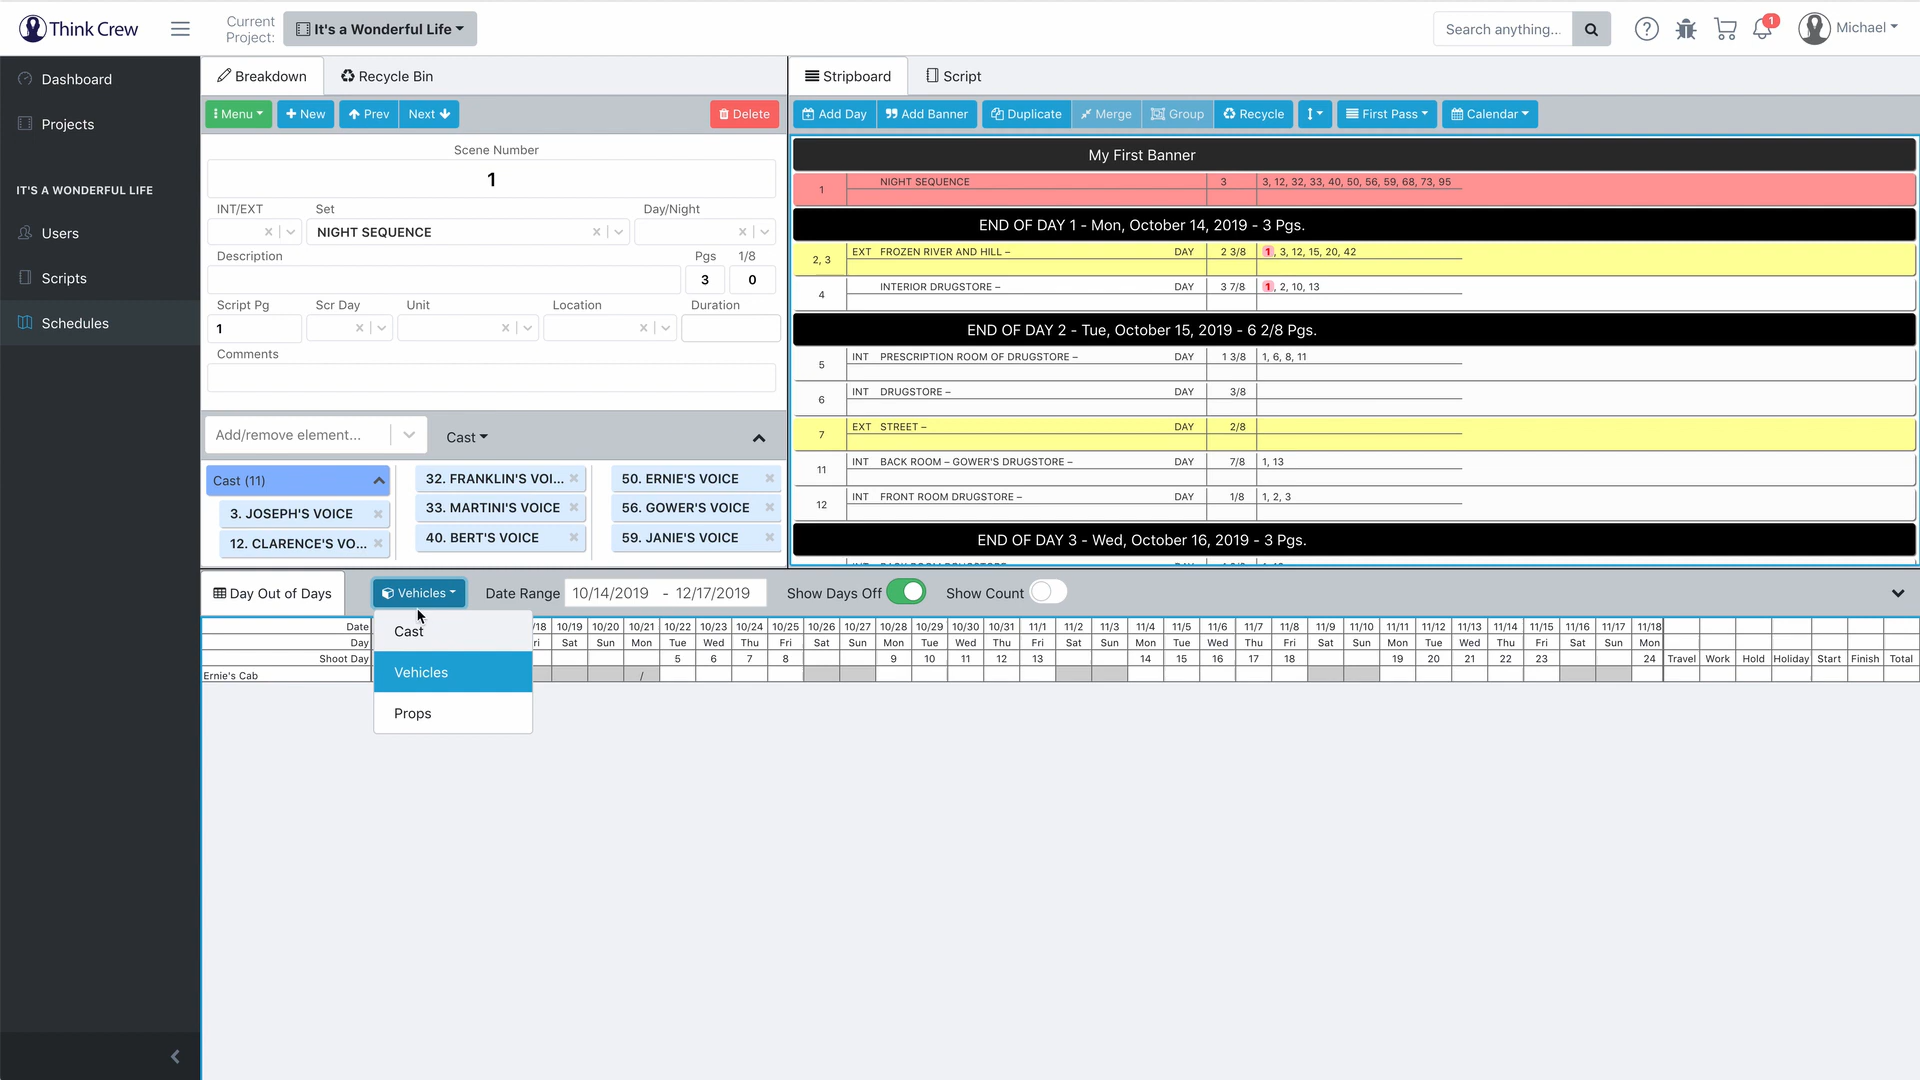 Think Crew
Current Project:
It's a Wonderful Life
Search anything...
1
Michael
Dashboard
Projects
IT'S A WONDERFUL LIFE
Users
Scripts
Schedules
Breakdown
Recycle Bin
Menu
New
Prev
Next
Delete
Scene Number
1
INT/EXT Set Day/Night
NIGHT SEQUENCE
Description Pgs 1/8
3 0
Script Pg Scr Day Unit Location Duration
1
Comments
Add/remove element...
Cast
Cast (11)
3. JOSEPH'S VOICE
12. CLARENCE'S VO...
32. FRANKLIN'S VOI...
33. MARTINI'S VOICE
40. BERT'S VOICE
50. ERNIE'S VOICE
56. GOWER'S VOICE
59. JANIE'S VOICE
Stripboard
Script
Add Day
Add Banner
Duplicate
Merge
Group
Recycle
First Pass
Calendar
My First Banner
1 NIGHT SEQUENCE 3 3, 12, 32, 33, 40, 50, 56, 59, 68, 73, 95
END OF DAY 1 - Mon, October 14, 2019 - 3 Pgs.
2, 3 EXT FROZEN RIVER AND HILL – DAY 2 3/8 1, 3, 12, 15, 20, 42
4 INTERIOR DRUGSTORE – DAY 3 7/8 1, 2, 10, 13
END OF DAY 2 - Tue, October 15, 2019 - 6 2/8 Pgs.
5 INT PRESCRIPTION ROOM OF DRUGSTORE – DAY 1 3/8 1, 6, 8, 11
6 INT DRUGSTORE – DAY 3/8
7 EXT STREET – DAY 2/8
11 INT BACK ROOM – GOWER'S DRUGSTORE – DAY 7/8 1, 13
12 INT FRONT ROOM DRUGSTORE – DAY 1/8 1, 2, 3
END OF DAY 3 - Wed, October 16, 2019 - 3 Pgs.
Day Out of Days
Vehicles
Date Range 10/14/2019 - 12/17/2019
Show Days Off
Show Count
Cast
Vehicles
Props
Date /18 10/19 10/20 10/21 10/22 10/23 10/24 10/25 10/26 10/27 10/28 10/29 10/30 10/31 11/1 11/2 11/3 11/4 11/5 11/6 11/7 11/8 11/9 11/10 11/11 11/12 11/13 11/14 11/15 11/16 11/17 11/18
Day ri Sat Sun Mon Tue Wed Thu Fri Sat Sun Mon Tue Wed Thu Fri Sat Sun Mon Tue Wed Thu Fri Sat Sun Mon Tue Wed Thu Fri Sat Sun Mon
Shoot Day 5 6 7 8 9 10 11 12 13 14 15 16 17 18 19 20 21 22 23 24 Travel Work Hold Holiday Start Finish Total
Ernie's Cab /